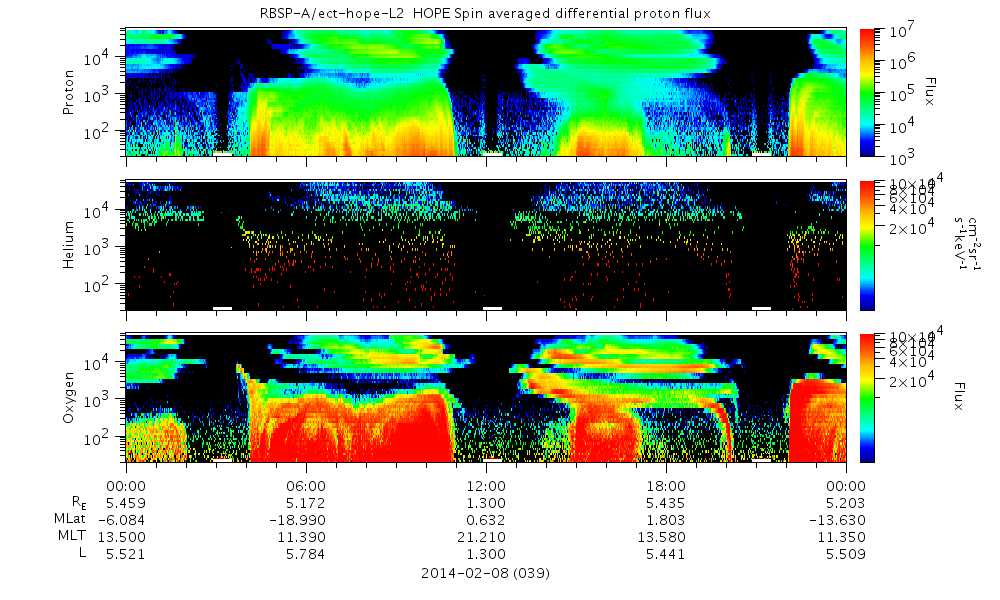 RBSP-A/ect-hope-L2 HOPE Spin averaged differential proton flux
Proton
10^4
10^3
10^2
10^7
10^6
10^5
10^4
10^3
Flux
Helium
10^4
10^3
10^2
10×10^4
8×10^4
6×10^4
4×10^4
2×10^4
cm^-2sr^-1
s^-1keV^-1
Oxygen
10^4
10^3
10^2
10×10^4
8×10^4
6×10^4
4×10^4
2×10^4
Flux
00:00 06:00 12:00 18:00 00:00
R_E 5.459 5.172 1.300 5.435 5.203
MLat −6.084 −18.990 0.632 1.803 −13.630
MLT 13.500 11.390 21.210 13.580 11.350
L 5.521 5.784 1.300 5.441 5.509
2014-02-08 (039)